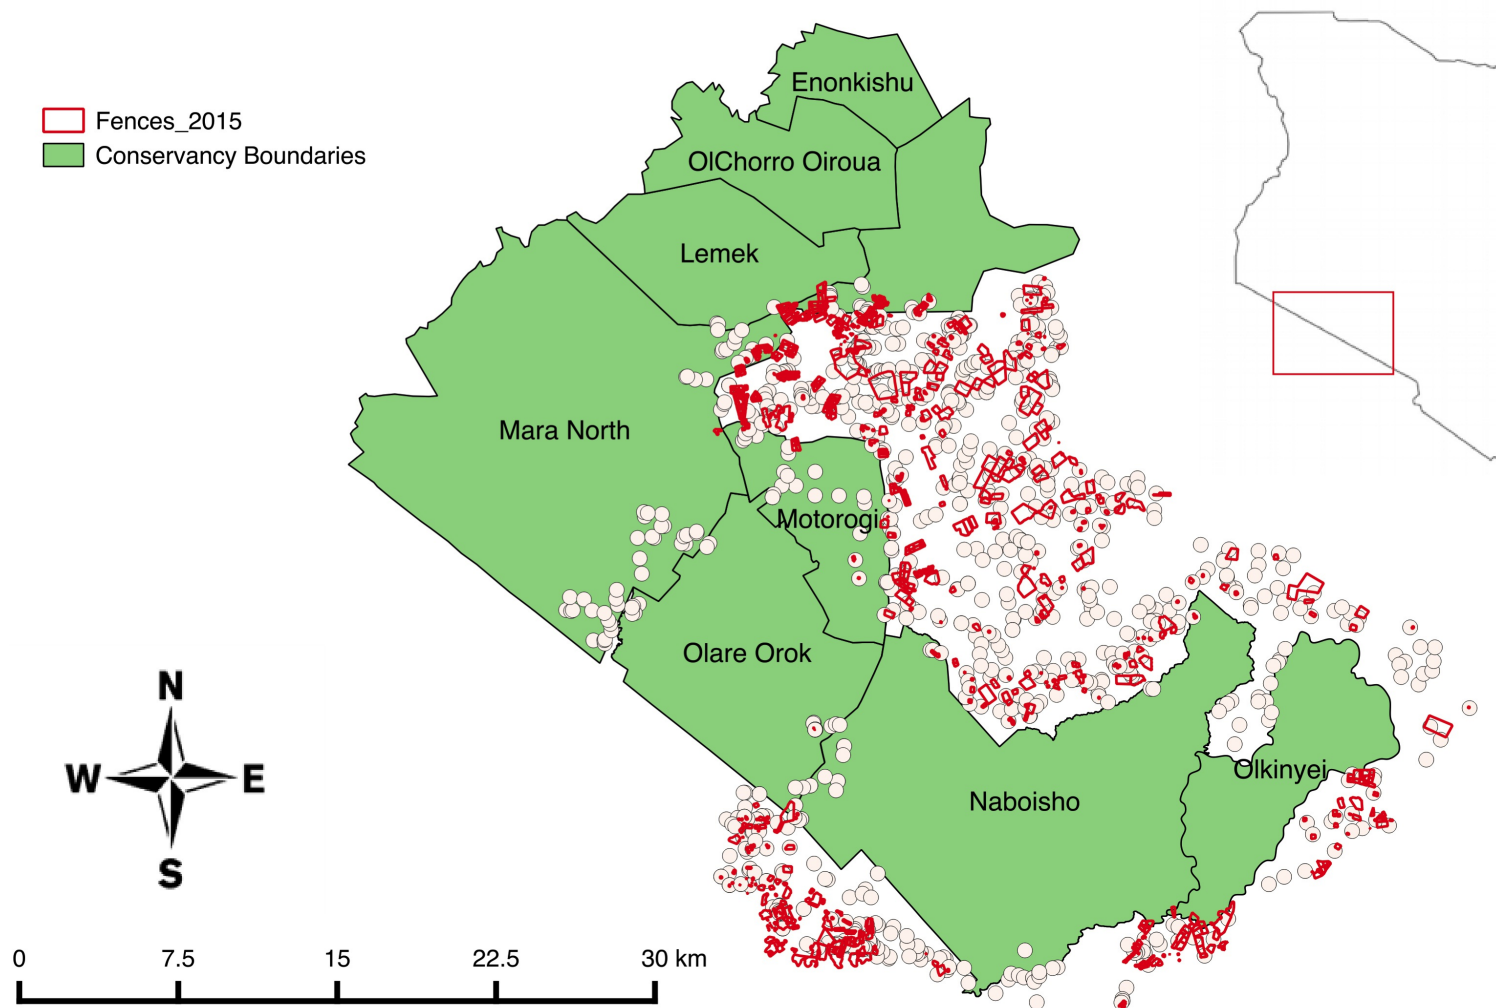 Enonkishu
Fences_2015
Conservancy Boundaries
OlChorro Oiroua
Lemek
Mara North
Motorogi
Olare Orok
N
W E
S
Olkinyei
Naboisho
0 7.5 15 22.5 30 km